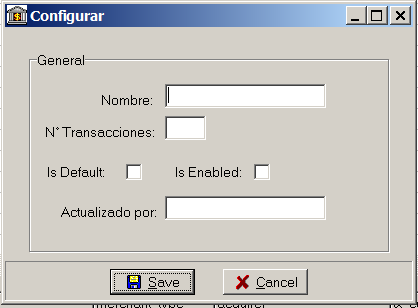 Configurar
General
Nombre:
N° Transacciones:
Is Default: Is Enabled:
Actualizado por:
Save Cancel